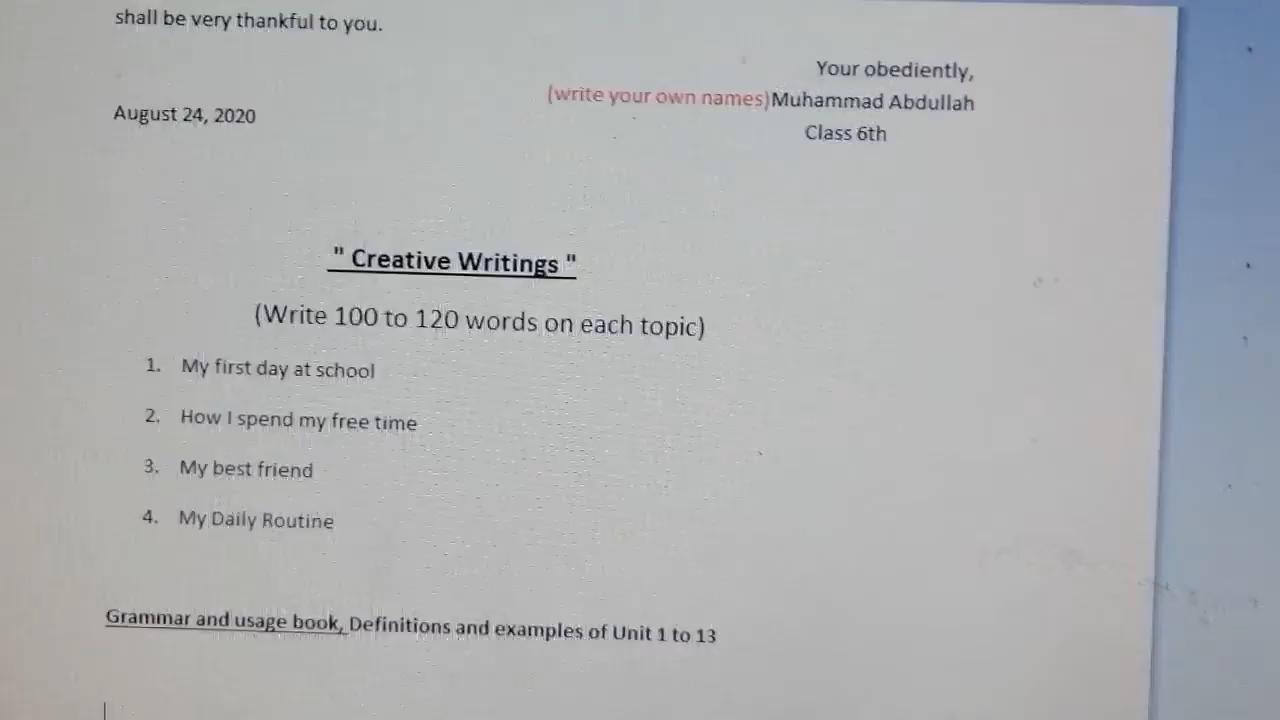 shall be very thankful to you.
Your obediently,
(write your own names)Muhammad Abdullah
August 24, 2020
Class 6th
" Creative Writings "
(Write 100 to 120 words on each topic)
1. My first day at school
2. How I spend my free time
3. My best friend
4. My Daily Routine
Grammar and usage book, Definitions and examples of Unit 1 to 13